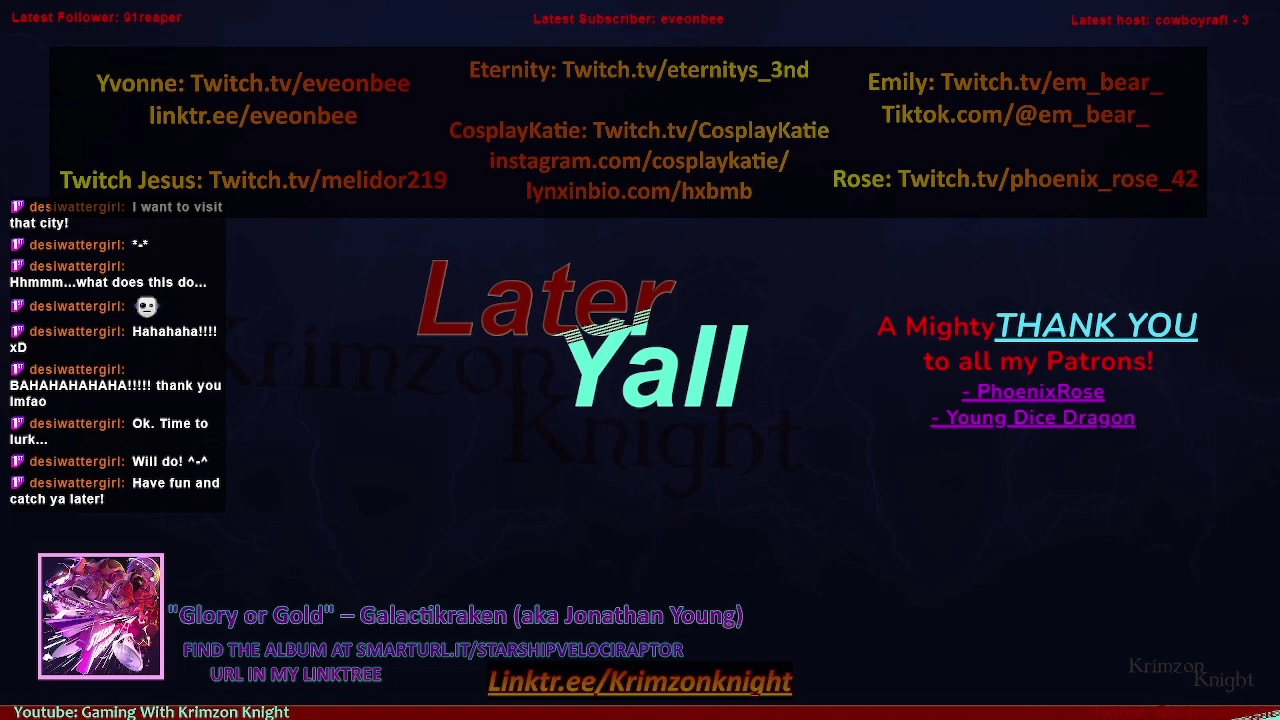 Latest Follower: 91reaper
Latest Subscriber: eveonbee
Latest host: cowboyrafl - 3
Yvonne: Twitch.tv/eveonbee
linktr.ee/eveonbee
Eternity: Twitch.tv/eternitys_3nd
Emily: Twitch.tv/em_bear_
Tiktok.com/@em_bear_
CosplayKatie: Twitch.tv/CosplayKatie
instagram.com/cosplaykatie/
lynxinbio.com/hxbmb
Twitch Jesus: Twitch.tv/melidor219
Rose: Twitch.tv/phoenix_rose_42
desiwattergirl: I want to visit
that city!
desiwattergirl: *-*
desiwattergirl:
Hhmmm...what does this do...
desiwattergirl:
desiwattergirl: Hahahaha!!!!
xD
desiwattergirl:
BAHAHAHAHAHA!!!!! thank you
lmfao
desiwattergirl: Ok. Time to
lurk...
desiwattergirl: Will do! ^-^
desiwattergirl: Have fun and
catch ya later!
Later
Yall
Krimzon
Knight
A Mighty THANK YOU
to all my Patrons!
- PhoenixRose
- Young Dice Dragon
"Glory or Gold" – Galactikraken (aka Jonathan Young)
FIND THE ALBUM AT SMARTURL.IT/STARSHIPVELOCIRAPTOR
URL IN MY LINKTREE
Linktr.ee/Krimzonknight
Krimzon
Knight
Youtube: Gaming With Krimzon Knight